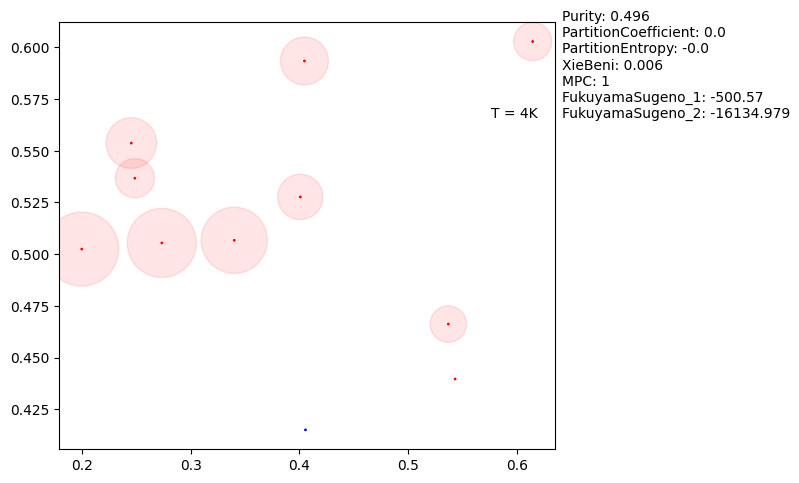 Purity: 0.496
PartitionCoefficient: 0.0
PartitionEntropy: -0.0
XieBeni: 0.006
MPC: 1
FukuyamaSugeno_1: -500.57
FukuyamaSugeno_2: -16134.979
T = 4K
0.600
0.575
0.550
0.525
0.500
0.475
0.450
0.425
0.2 0.3 0.4 0.5 0.6